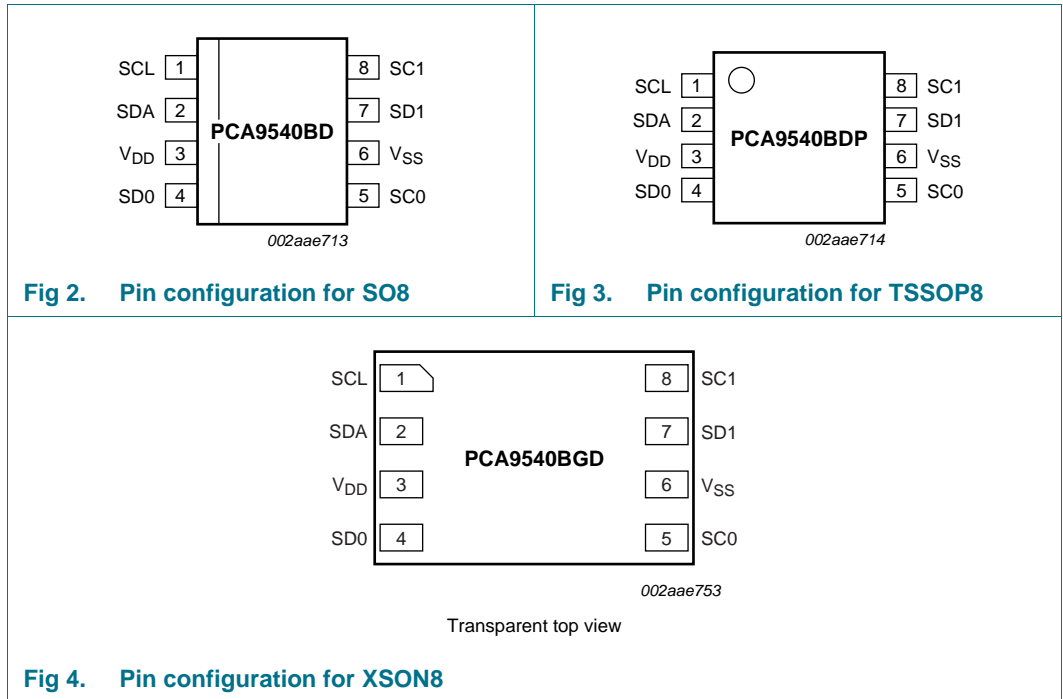 SCL 1 8 SC1
SDA 2 7 SD1
PCA9540BD
VDD 3 6 VSS
SD0 4 5 SC0
002aae713
Fig 2. Pin configuration for SO8
SCL 1 8 SC1
SDA 2 7 SD1
PCA9540BDP
VDD 3 6 VSS
SD0 4 5 SC0
002aae714
Fig 3. Pin configuration for TSSOP8
SCL 1 8 SC1
SDA 2 7 SD1
PCA9540BGD
VDD 3 6 VSS
SD0 4 5 SC0
002aae753
Transparent top view
Fig 4. Pin configuration for XSON8